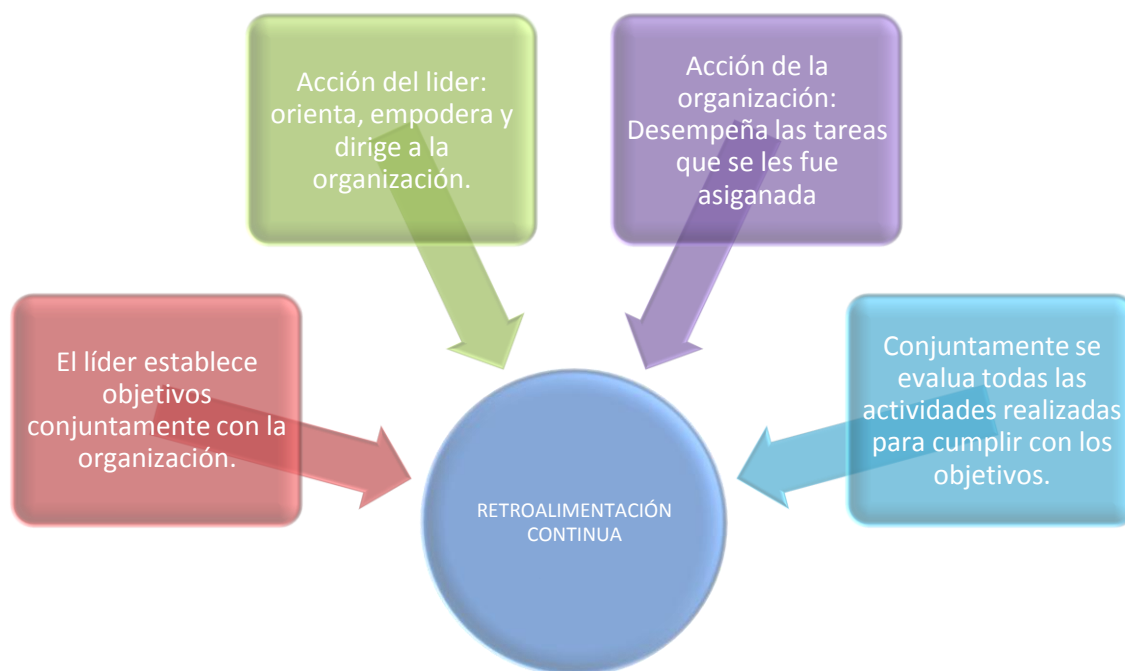 Acción del lider:
orienta, empodera y
dirige a la
organización.
Acción de la
organización:
Desempeña las tareas
que se les fue
asiganada
El líder establece
objetivos
conjuntamente con la
organización.
Conjuntamente se
evalua todas las
actividades realizadas
para cumplir con los
objetivos.
RETROALIMENTACIÓN
CONTINUA